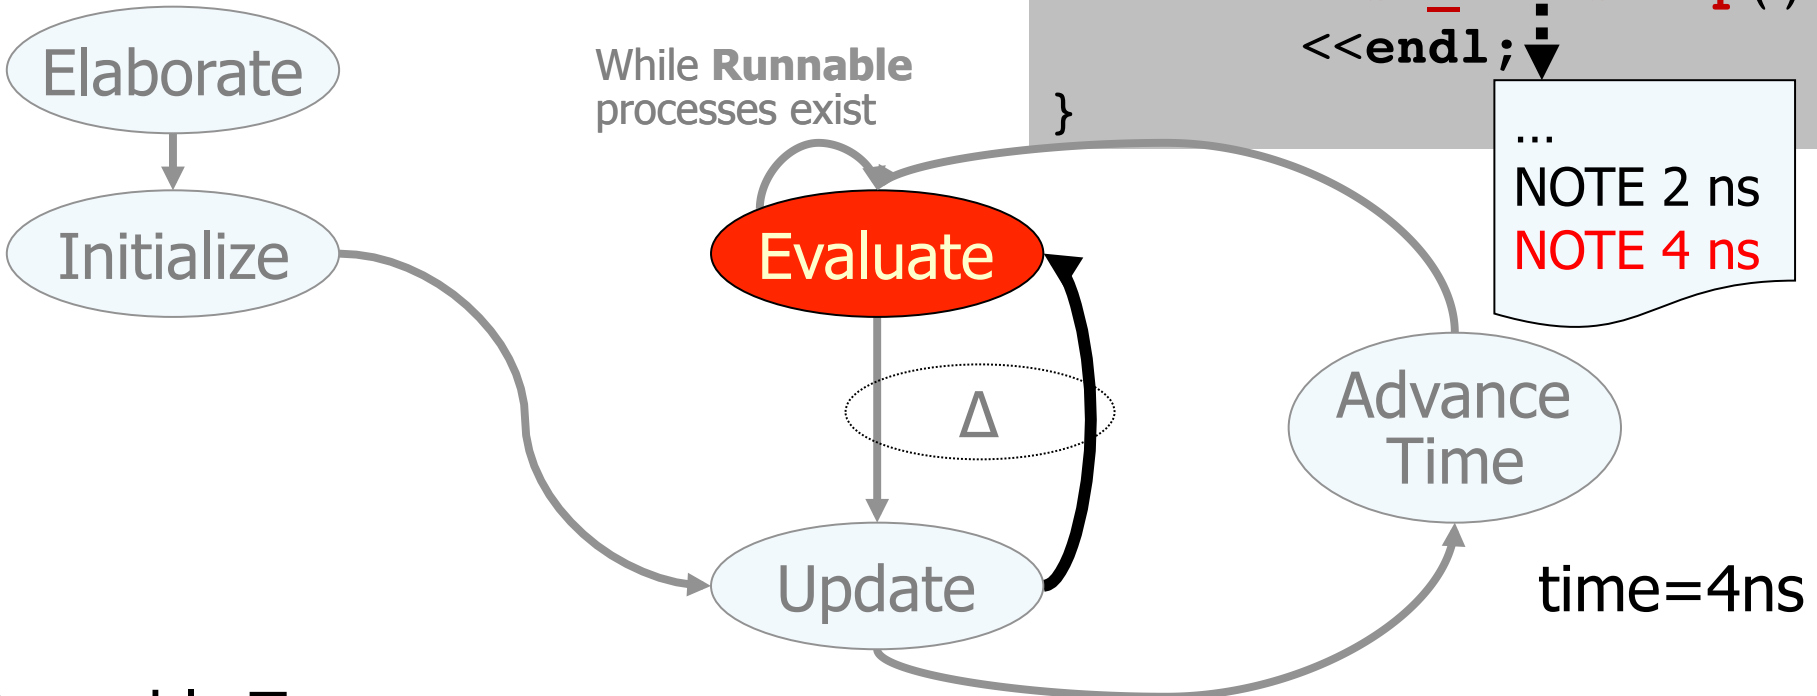 <<endl;
}
Elaborate
While Runnable
processes exist
…
NOTE 2 ns
NOTE 4 ns
Initialize
Evaluate
Δ
Advance
Time
Update
time=4ns